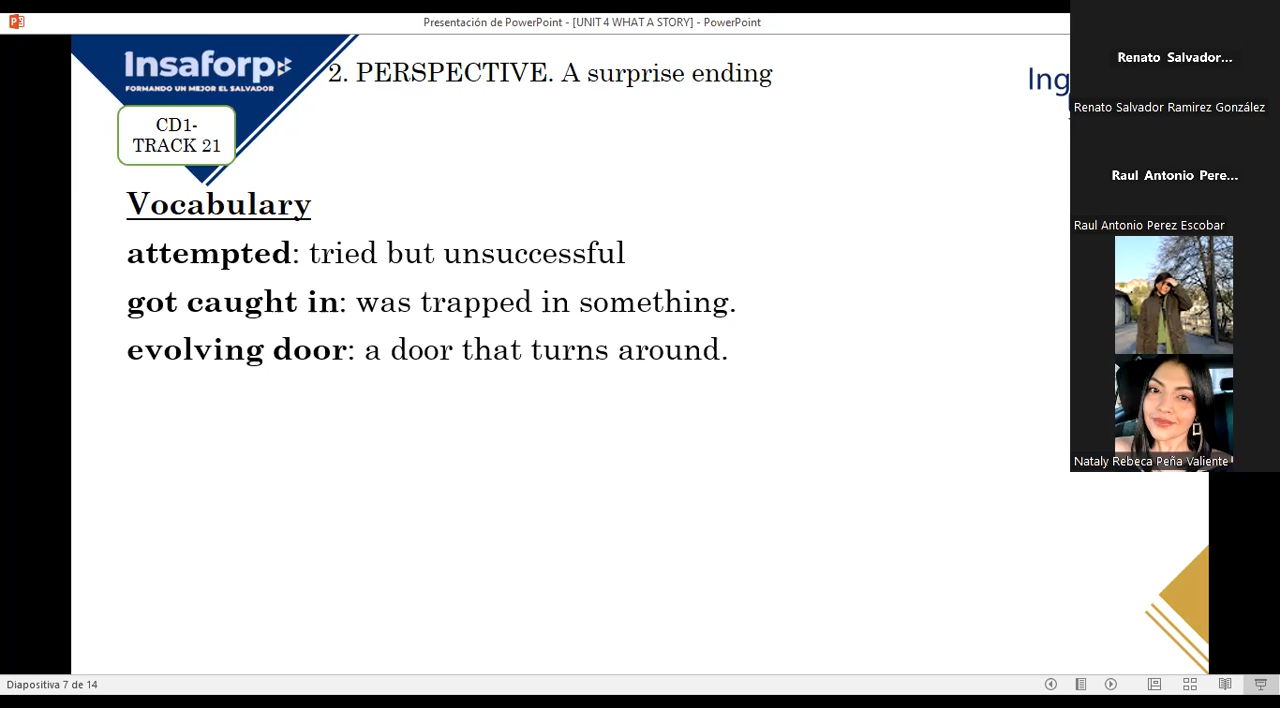 Presentación de PowerPoint - [UNIT 4 WHAT A STORY] - PowerPoint
Insaforp
FORMANDO UN MEJOR EL SALVADOR
2. PERSPECTIVE. A surprise ending
Ing
CD1-
TRACK 21
Vocabulary
attempted: tried but unsuccessful
got caught in: was trapped in something.
evolving door: a door that turns around.
Renato Salvador...
Renato Salvador Ramirez González
Raul Antonio Pere...
Raul Antonio Perez Escobar
Nataly Rebeca Peña Valiente
Diapositiva 7 de 14